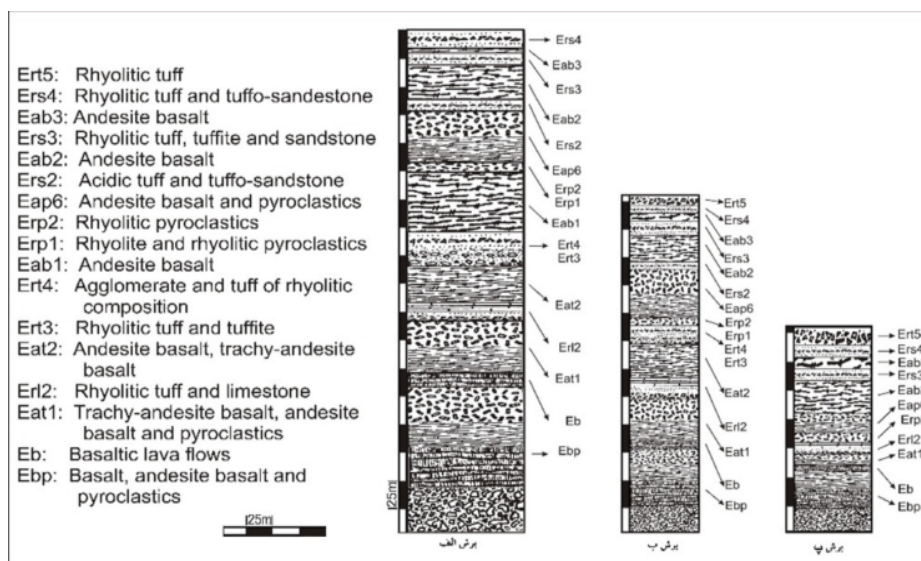 Ert5: Rhyolitic tuff
Ers4: Rhyolitic tuff and tuffo-sandestone
Eab3: Andesite basalt
Ers3: Rhyolitic tuff, tuffite and sandstone
Eab2: Andesite basalt
Ers2: Acidic tuff and tuffo-sandstone
Eap6: Andesite basalt and pyroclastics
Erp2: Rhyolitic pyroclastics
Erp1: Rhyolite and rhyolitic pyroclastics
Eab1: Andesite basalt
Ert4: Agglomerate and tuff of rhyolitic
composition
Ert3: Rhyolitic tuff and tuffite
Eat2: Andesite basalt, trachy-andesite
basalt
Erl2: Rhyolitic tuff and limestone
Eat1: Trachy-andesite basalt, andesite
basalt and pyroclastics
Eb: Basaltic lava flows
Ebp: Basalt, andesite basalt and
pyroclastics
25m
Ers4
Eab3
Ers3
Eab2
Ers2
Eap6
Erp2
Erp1
Eab1
Ert4
Ert3
Eat2
Erl2
Eat1
Eb
Ebp
25m
برش الف
Ert5
Ers4
Eab3
Ers3
Eab2
Ers2
Eap6
Erp2
Erp1
Ert4
Ert3
Eat2
Erl2
Eat1
Eb
Ebp
برش ب
Ert5
Ers4
Eab
Ers3
Eab
Eap
Erp
Erl2
Eat1
Eb
Ebp
برش پ